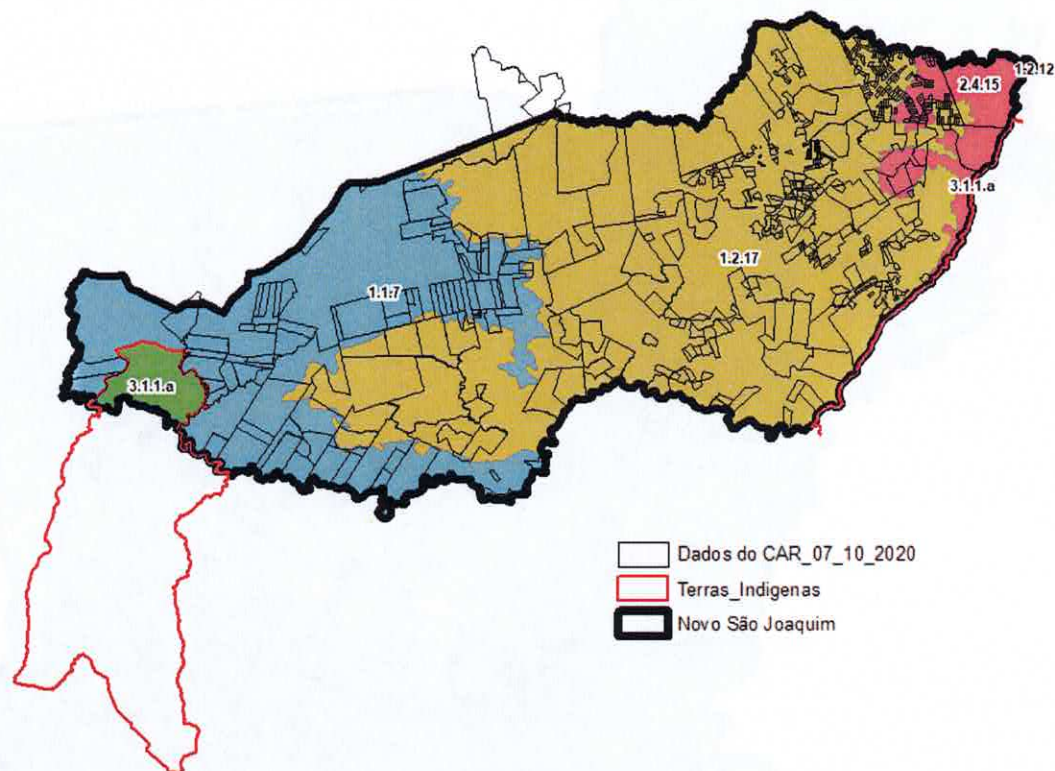 1.2.12
2.4.15
3.1.1.a
1.2.17
1.1.7
3.1.1.a
Dados do CAR_07_10_2020
Terras_Indigenas
Novo São Joaquim